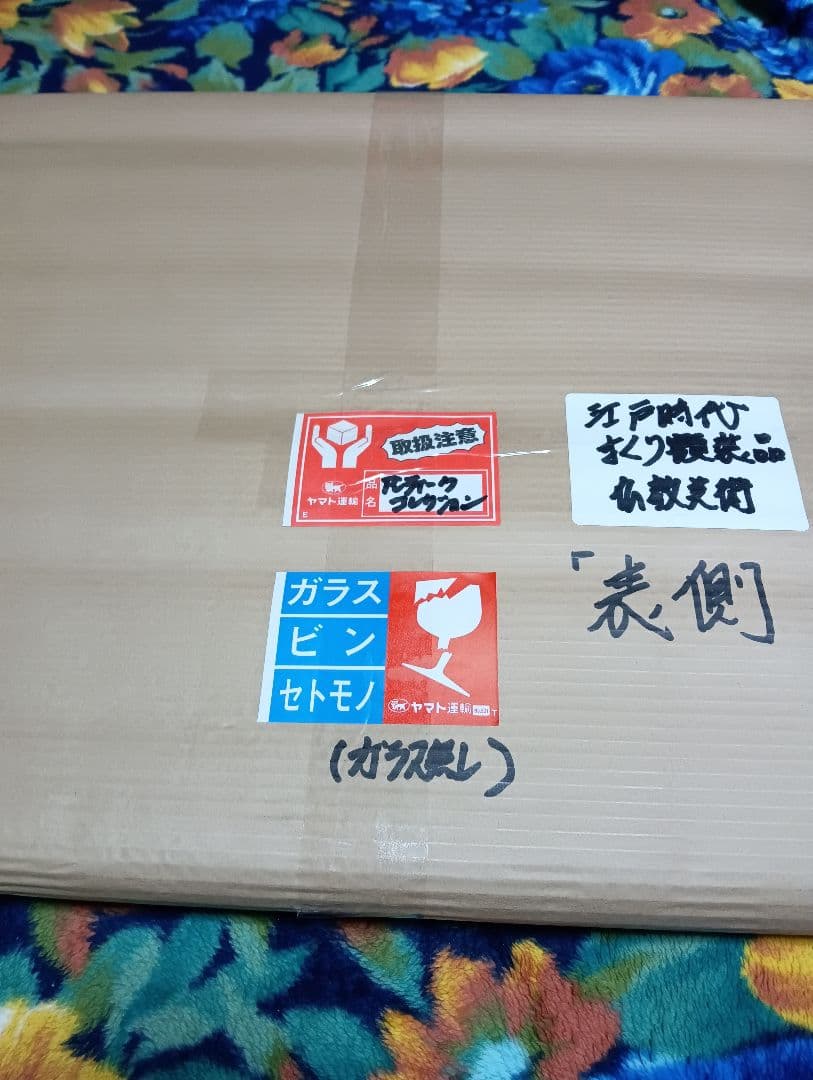 取扱注意
ヤマト運輸
品名
アンティーク
コレクション
E
江戸時代
まくり額装品
仏教美術
「表側」
ガラス
ビン
セトモノ
ヤマト運輸
T
(ガラス無し)